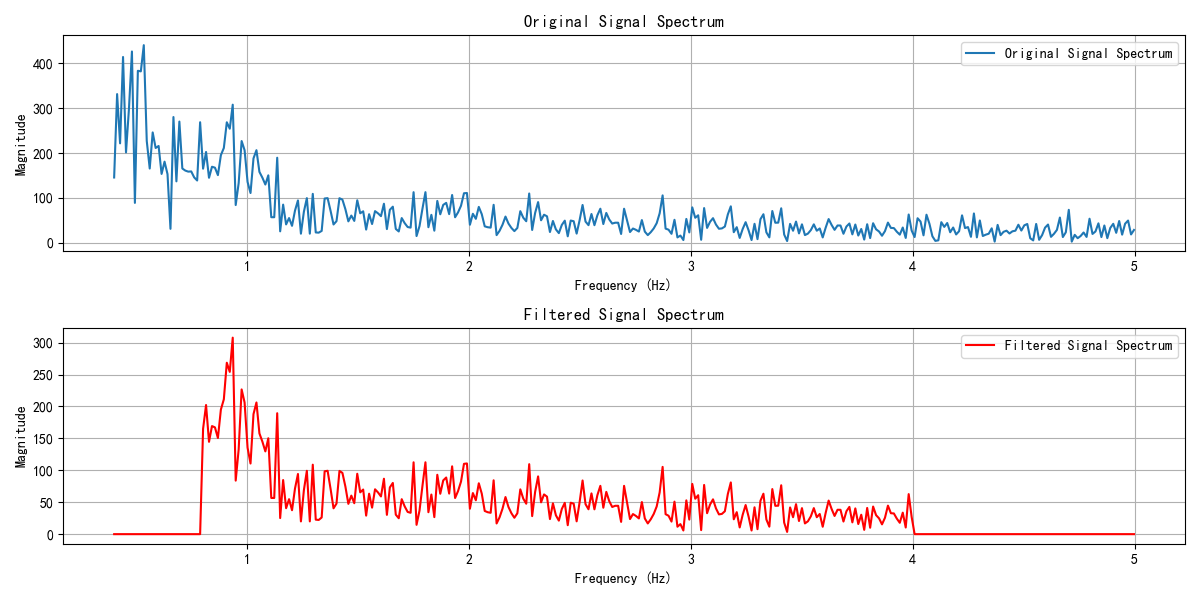 Original Signal Spectrum
Original Signal Spectrum
Magnitude
400
300
200
100
0
1
2
3
4
5
Frequency (Hz)
Filtered Signal Spectrum
Filtered Signal Spectrum
Magnitude
300
250
200
150
100
50
0
1
2
3
4
5
Frequency (Hz)